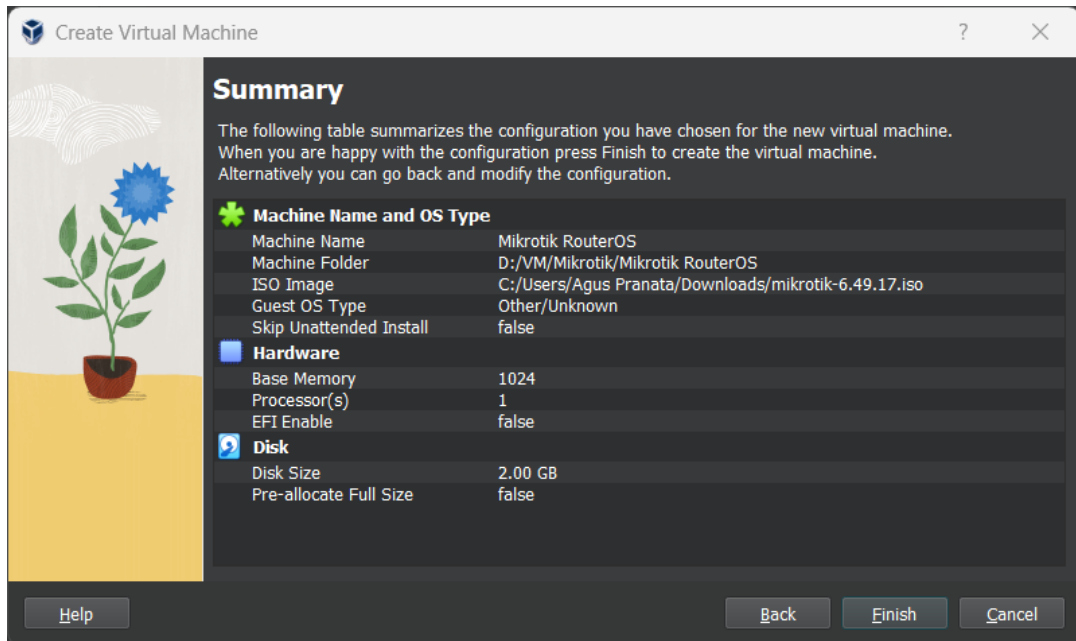 Create Virtual Machine
?
Summary
The following table summarizes the configuration you have chosen for the new virtual machine.
When you are happy with the configuration press Finish to create the virtual machine.
Alternatively you can go back and modify the configuration.
Machine Name and OS Type
Machine Name Mikrotik RouterOS
Machine Folder D:/VM/Mikrotik/Mikrotik RouterOS
ISO Image C:/Users/Agus Pranata/Downloads/mikrotik-6.49.17.iso
Guest OS Type Other/Unknown
Skip Unattended Install false
Hardware
Base Memory 1024
Processor(s) 1
EFI Enable false
Disk
Disk Size 2.00 GB
Pre-allocate Full Size false
Help Back Finish Cancel